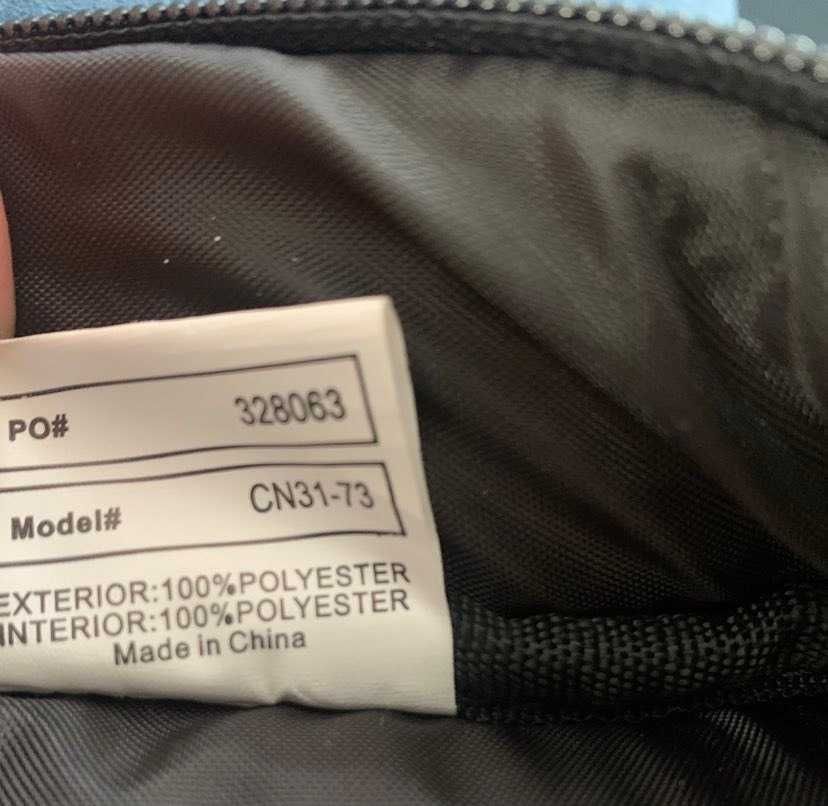 PO# 328063
Model# CN31-73
EXTERIOR:100%POLYESTER
INTERIOR:100%POLYESTER
Made in China